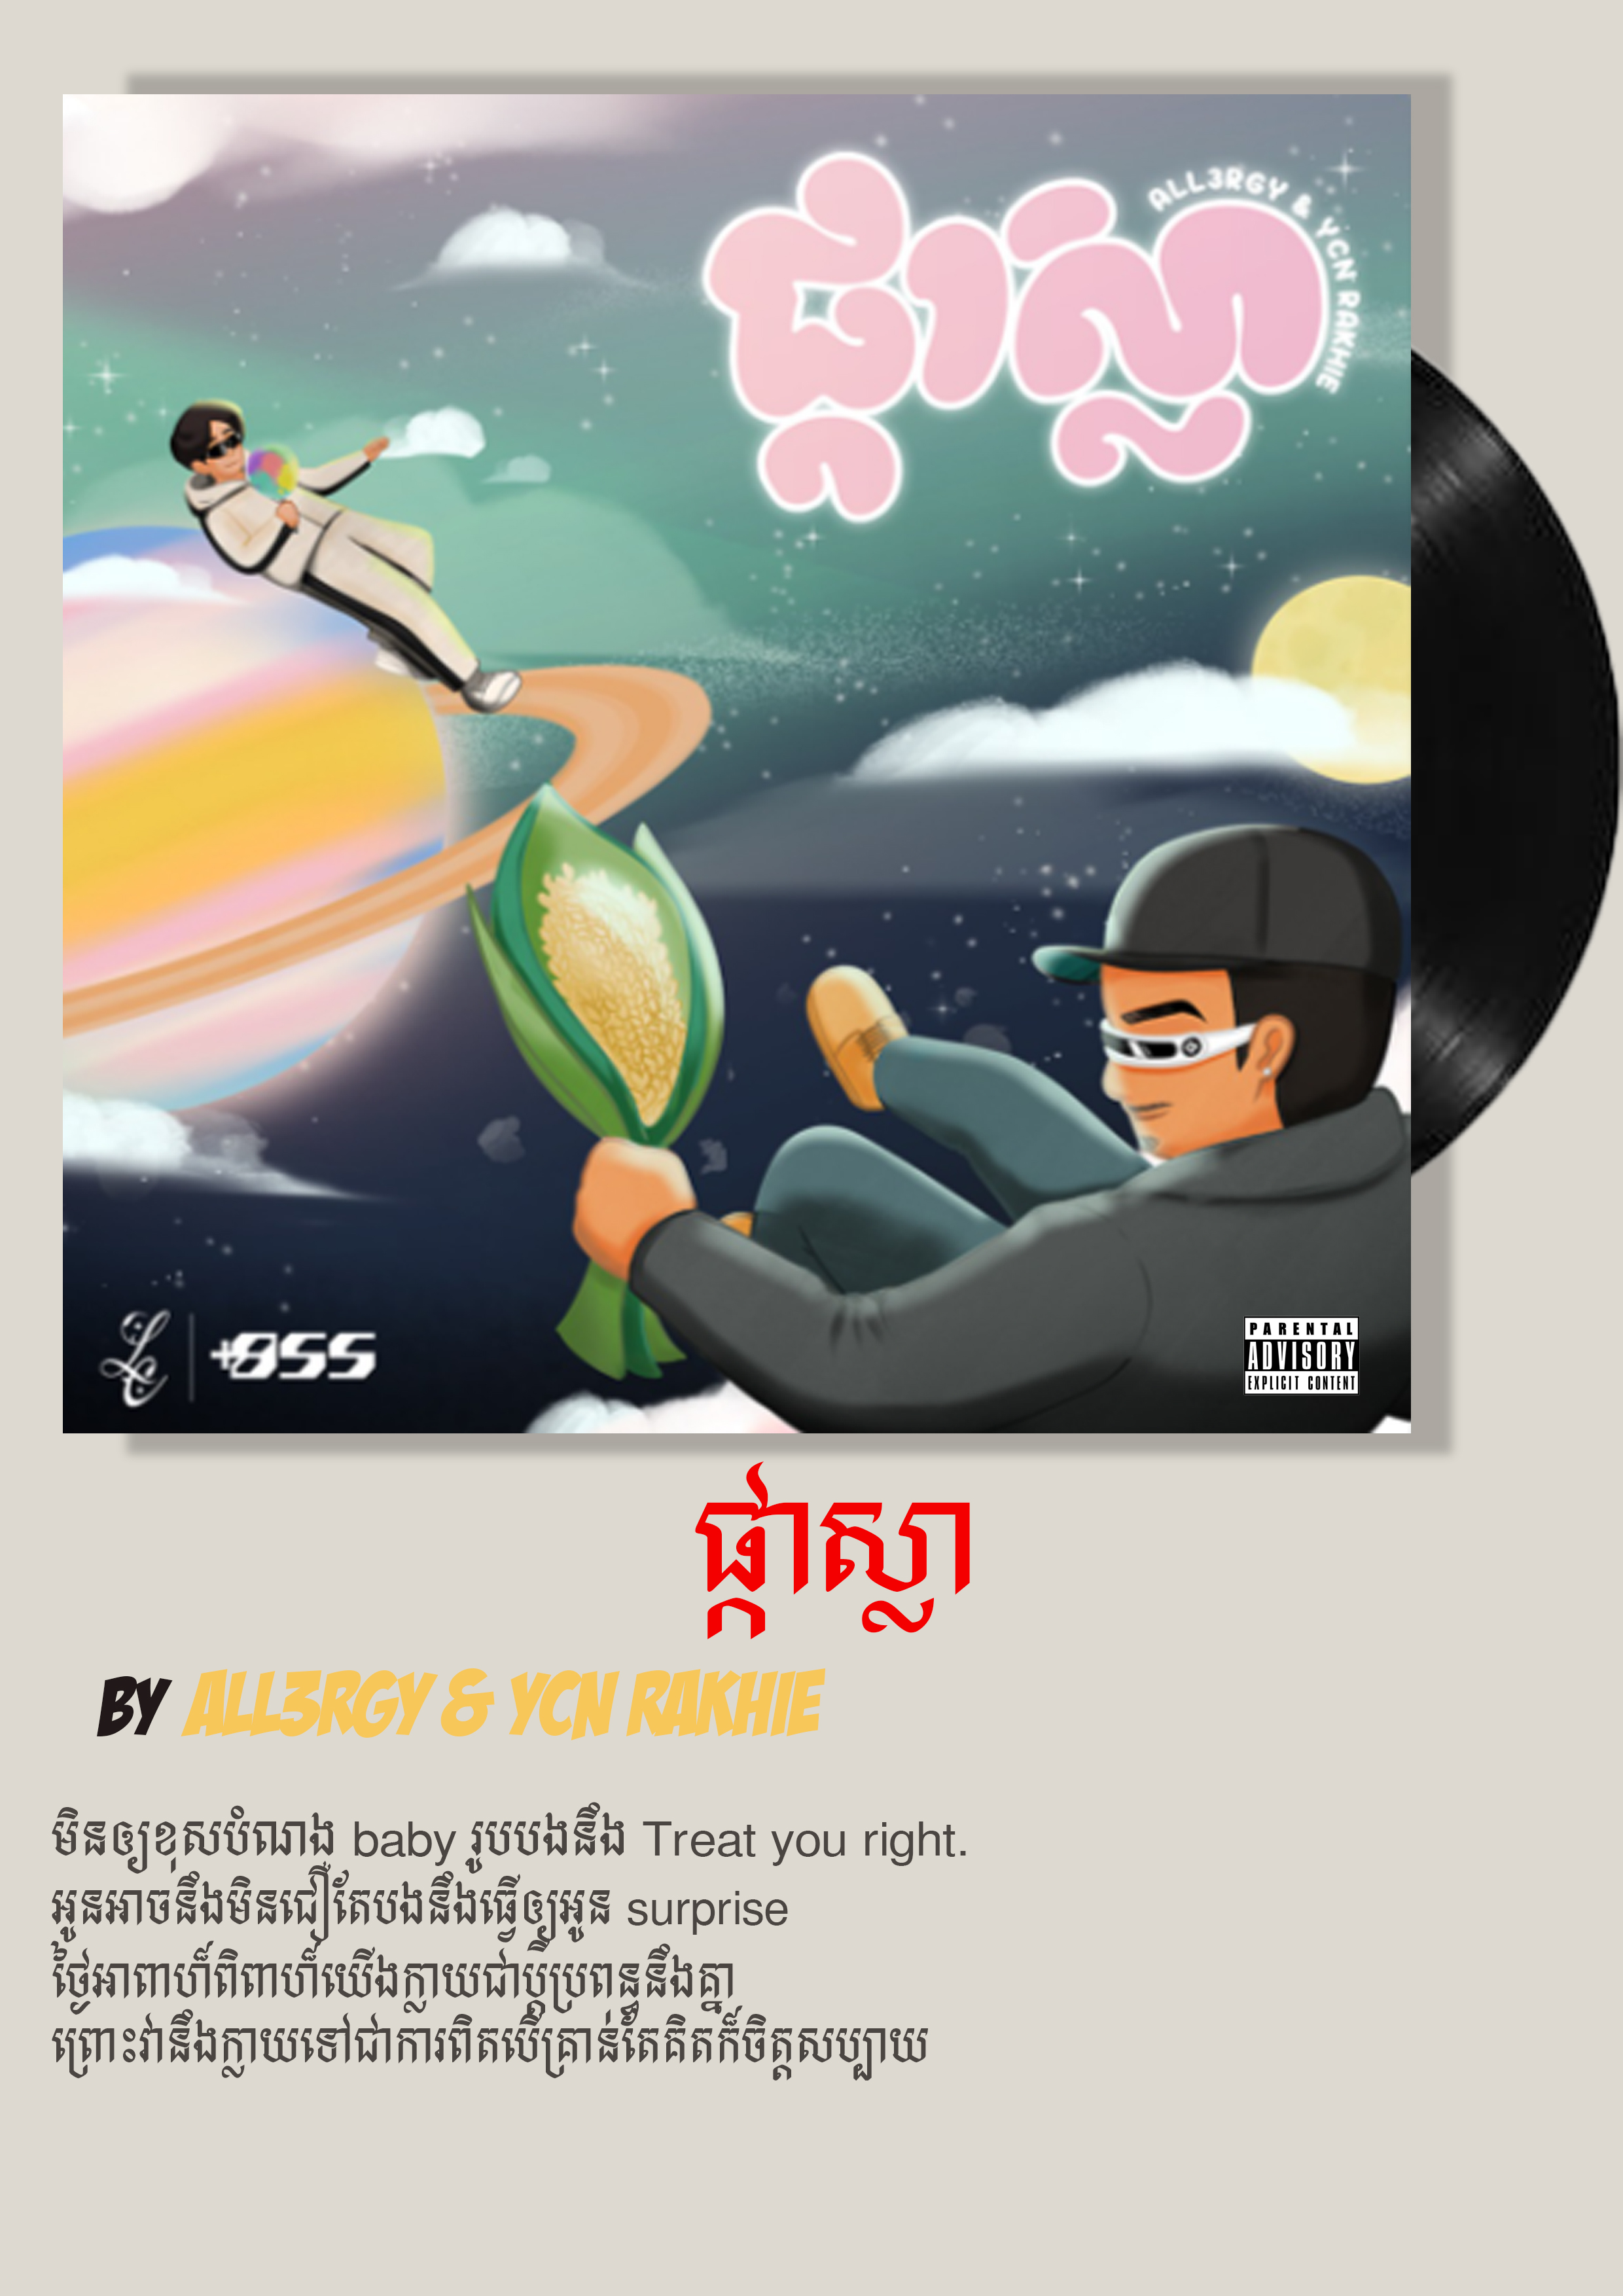 ផ្កាស្លា
ALL3RGY & YCN RAKHIE
+855
PARENTAL
ADVISORY
EXPLICIT CONTENT
ផ្កាស្លា
BY ALL3RGY & YCN RAKHIE
មិនឲ្យខុសបំណង baby រូបបងនឹង Treat you right.
អូនអាចនឹងមិនជឿតែបងនឹងធ្វើឲ្យអូន surprise
ថ្ងៃអាពាហ៍ពិពាហ៍យើងក្លាយជាប្ដីប្រពន្ធនឹងគ្នា
ព្រោះវានឹងក្លាយទៅជាការពិតបើគ្រាន់តែគិតក៏ចិត្តសប្បាយ